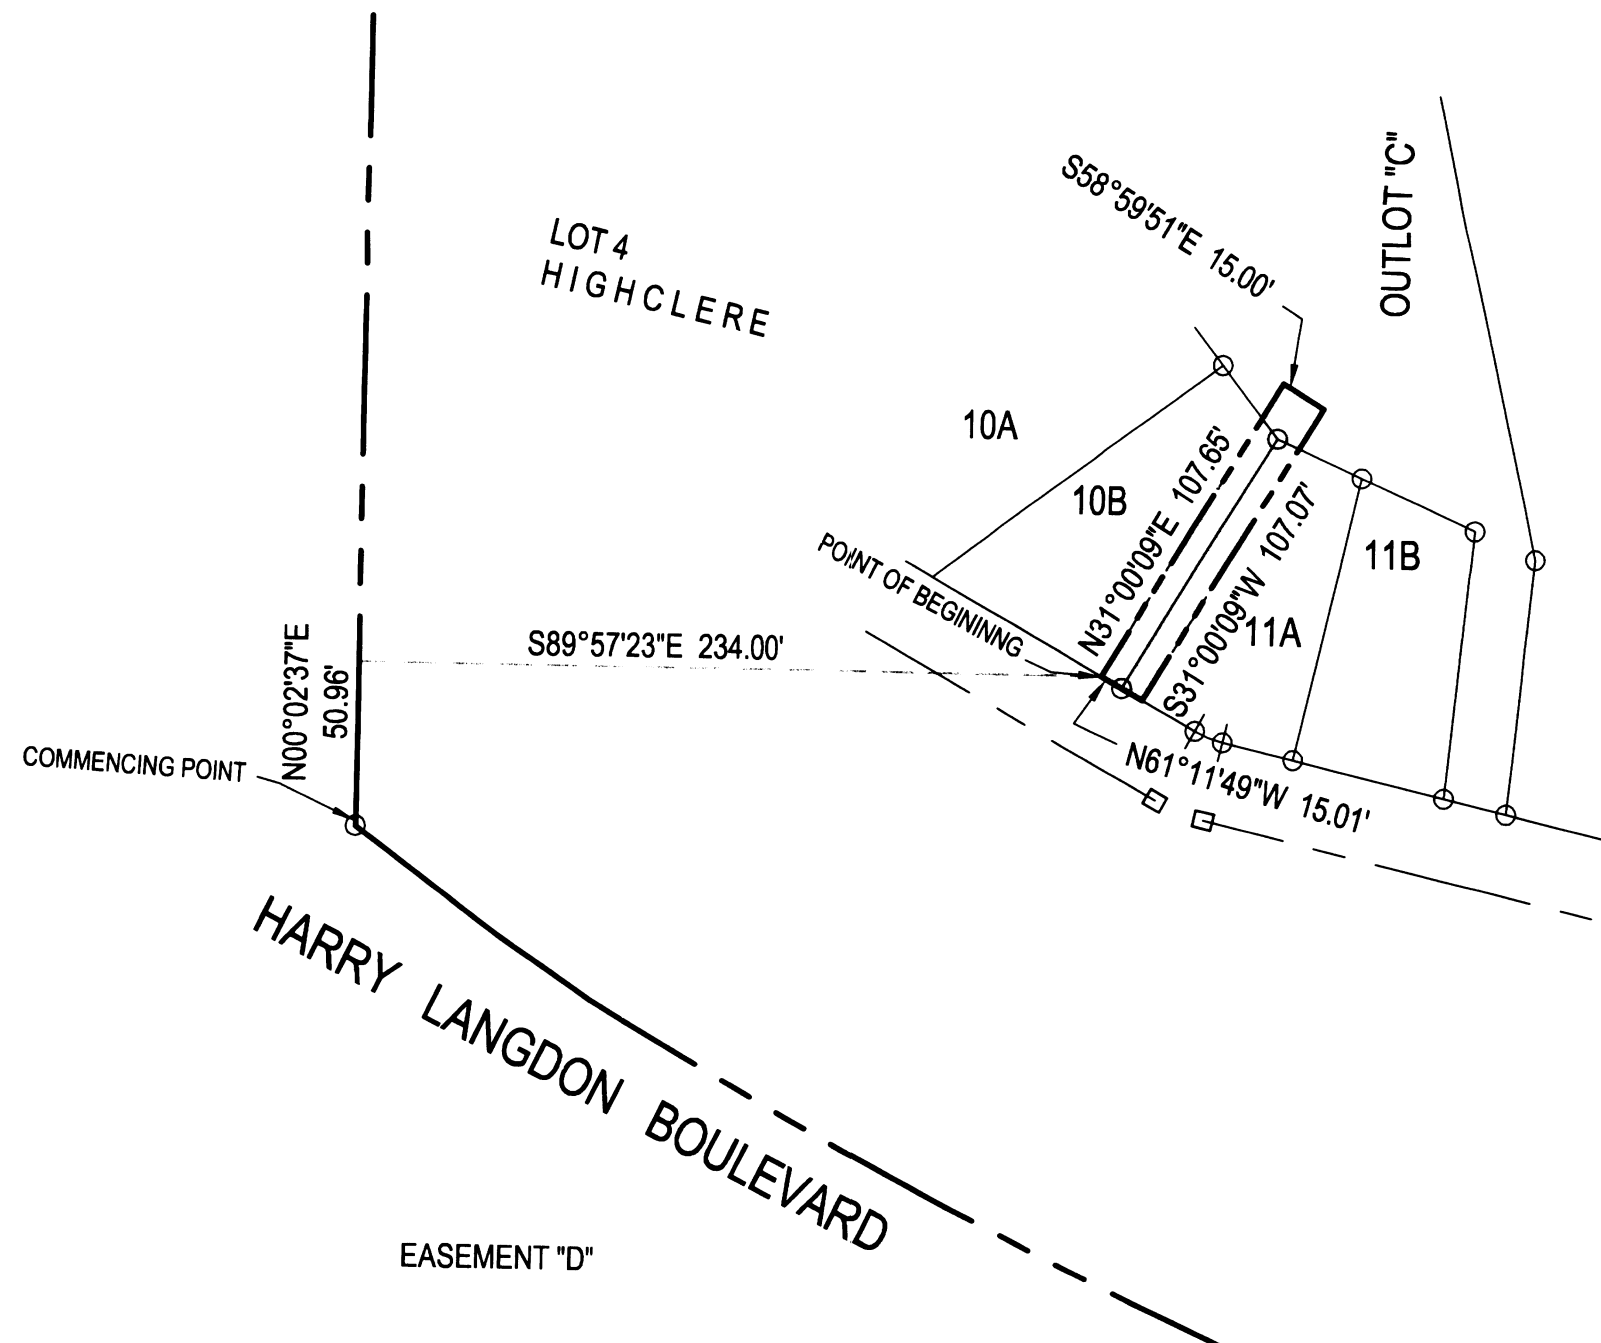 S58°59'51"E 15.00'
OUTLOT "C"
LOT 4
HIGHCLERE
10A
10B
N31°00'09"E 107.65'
S31°00'09"W 107.07'
11B
11A
POINT OF BEGININNG
S89°57'23"E 234.00'
N00°02'37"E
50.96'
COMMENCING POINT
N61°11'49"W 15.01'
HARRY LANGDON BOULEVARD
EASEMENT "D"